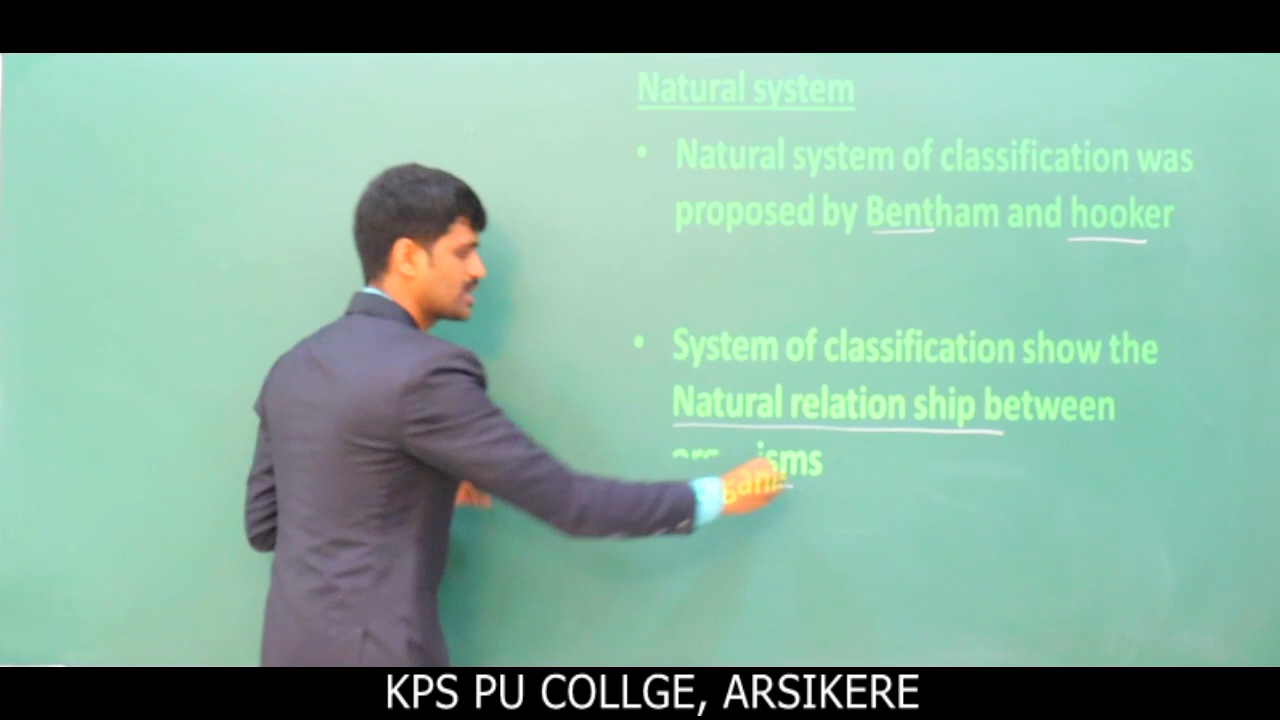 Natural system
• Natural system of classification was
proposed by Bentham and hooker
• System of classification show the
Natural relation ship between
organisms
KPS PU COLLGE, ARSIKERE